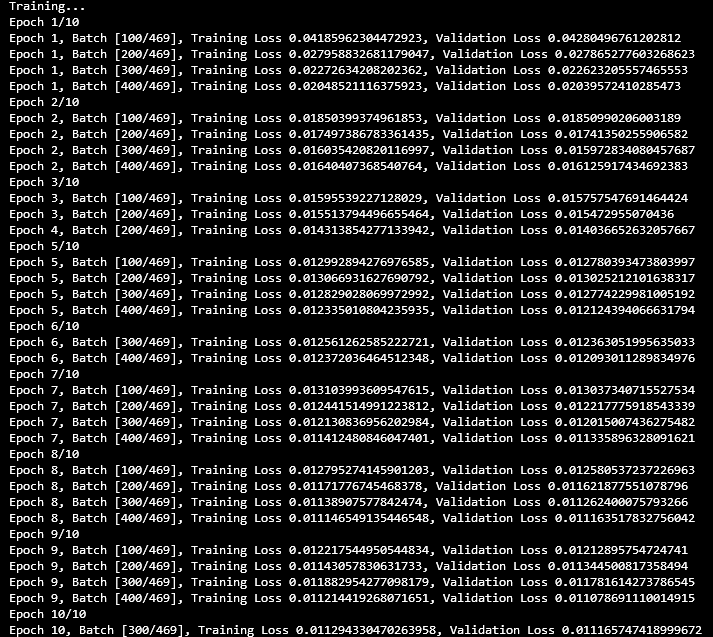 Training...
Epoch 1/10
Epoch 1, Batch [100/469], Training Loss 0.04185962304472923, Validation Loss 0.04280496761202812
Epoch 1, Batch [200/469], Training Loss 0.027958832681179047, Validation Loss 0.027865277603268623
Epoch 1, Batch [300/469], Training Loss 0.02272634208202362, Validation Loss 0.022623205557465553
Epoch 1, Batch [400/469], Training Loss 0.02048521116375923, Validation Loss 0.02039572410285473
Epoch 2/10
Epoch 2, Batch [100/469], Training Loss 0.01850399374961853, Validation Loss 0.01850990206003189
Epoch 2, Batch [200/469], Training Loss 0.017497386783361435, Validation Loss 0.01741350255906582
Epoch 2, Batch [300/469], Training Loss 0.016035420820116997, Validation Loss 0.015972834080457687
Epoch 2, Batch [400/469], Training Loss 0.01640407368540764, Validation Loss 0.016125917434692383
Epoch 3/10
Epoch 3, Batch [100/469], Training Loss 0.01595539227128029, Validation Loss 0.015757547691464424
Epoch 3, Batch [200/469], Training Loss 0.015513794496655464, Validation Loss 0.015472955070436
Epoch 4, Batch [200/469], Training Loss 0.014313854277133942, Validation Loss 0.014036652632057667
Epoch 5/10
Epoch 5, Batch [100/469], Training Loss 0.012992894276976585, Validation Loss 0.012780393473803997
Epoch 5, Batch [200/469], Training Loss 0.013066931627690792, Validation Loss 0.013025212101638317
Epoch 5, Batch [300/469], Training Loss 0.012829028069972992, Validation Loss 0.012774229981005192
Epoch 5, Batch [400/469], Training Loss 0.012335010804235935, Validation Loss 0.012124394066631794
Epoch 6/10
Epoch 6, Batch [300/469], Training Loss 0.012561262585222721, Validation Loss 0.012363051995635033
Epoch 6, Batch [400/469], Training Loss 0.012372036464512348, Validation Loss 0.012093011289834976
Epoch 7/10
Epoch 7, Batch [100/469], Training Loss 0.013103993609547615, Validation Loss 0.013037340715527534
Epoch 7, Batch [200/469], Training Loss 0.012441514991223812, Validation Loss 0.012217775918543339
Epoch 7, Batch [300/469], Training Loss 0.012130836956202984, Validation Loss 0.012015007436275482
Epoch 7, Batch [400/469], Training Loss 0.011412480846047401, Validation Loss 0.011335896328091621
Epoch 8/10
Epoch 8, Batch [100/469], Training Loss 0.012795274145901203, Validation Loss 0.012580537237226963
Epoch 8, Batch [200/469], Training Loss 0.01171776745468378, Validation Loss 0.011621877551078796
Epoch 8, Batch [300/469], Training Loss 0.01138907577842474, Validation Loss 0.011262400075793266
Epoch 8, Batch [400/469], Training Loss 0.011146549135446548, Validation Loss 0.011163517832756042
Epoch 9/10
Epoch 9, Batch [100/469], Training Loss 0.012217544950544834, Validation Loss 0.01212895754724741
Epoch 9, Batch [200/469], Training Loss 0.01143057830631733, Validation Loss 0.011344500817358494
Epoch 9, Batch [300/469], Training Loss 0.011882954277098179, Validation Loss 0.011781614273786545
Epoch 9, Batch [400/469], Training Loss 0.011214419268071651, Validation Loss 0.011078691110014915
Epoch 10/10
Epoch 10, Batch [300/469], Training Loss 0.011294330470263958, Validation Loss 0.011165747418999672